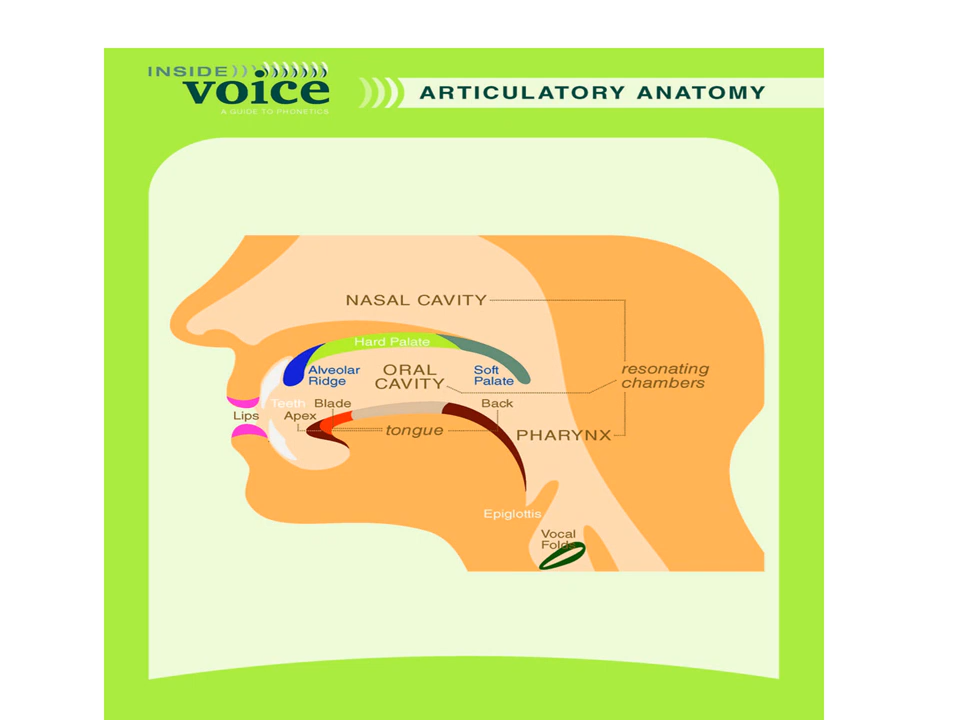 INSIDE
voice
A GUIDE TO PHONETICS
ARTICULATORY ANATOMY
NASAL CAVITY
Hard Palate
Alveolar
Ridge
ORAL
CAVITY
Soft
Palate
resonating
chambers
Teeth
Blade
Back
Lips
Apex
tongue
PHARYNX
Epiglottis
Vocal
Folds